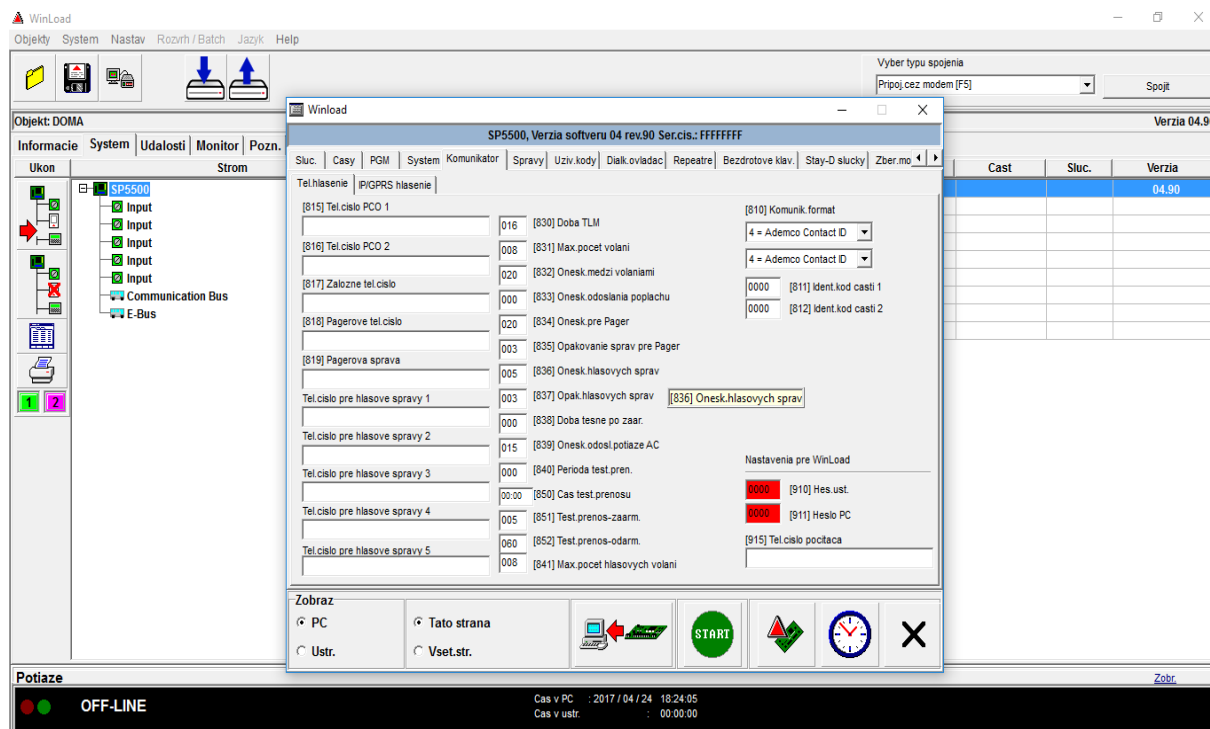 WinLoad
Objekty System Nastav Rozvrh / Batch Jazyk Help
Vyber typu spojenia
Pripoj.cez modem [F5]
Spojit
Objekt: DOMA
Verzia 04.9
Informacie System Udalosti Monitor Pozn.
Ukon Strom Cast Sluc. Verzia
SP5500 04.90
Input
Input
Input
Input
Input
Communication Bus
E-Bus
1 2
Winload
SP5500, Verzia softveru 04 rev.90 Ser.cis.: FFFFFFFF
Sluc. Casy PGM System Komunikator Spravy Uziv.kody Dialk.ovladac Repeatre Bezdrotove klav. Stay-D slucky Zber.mo
Tel.hlasenie IP/GPRS hlasenie
[815] Tel.cislo PCO 1
[816] Tel.cislo PCO 2
[817] Zalozne tel.cislo
[818] Pagerove tel.cislo
[819] Pagerova sprava
Tel.cislo pre hlasove spravy 1
Tel.cislo pre hlasove spravy 2
Tel.cislo pre hlasove spravy 3
Tel.cislo pre hlasove spravy 4
Tel.cislo pre hlasove spravy 5
016 [830] Doba TLM
008 [831] Max.pocet volani
020 [832] Onesk.medzi volaniami
000 [833] Onesk.odoslania poplachu
020 [834] Onesk.pre Pager
003 [835] Opakovanie sprav pre Pager
005 [836] Onesk.hlasovych sprav
003 [837] Opak.hlasovych sprav
[836] Onesk.hlasovych sprav
000 [838] Doba tesne po zaar.
015 [839] Onesk.odosl.potiaze AC
000 [840] Perioda test.pren.
00:00 [850] Cas test.prenosu
005 [851] Test.prenos-zaarm.
060 [852] Test.prenos-odarm.
008 [841] Max.pocet hlasovych volani
[810] Komunik.format
4 = Ademco Contact ID
4 = Ademco Contact ID
0000 [811] Ident.kod casti 1
0000 [812] Ident.kod casti 2
Nastavenia pre WinLoad
0000 [910] Hes.ust.
0000 [911] Heslo PC
[915] Tel.cislo pocitaca
Zobraz
PC
Ustr.
Tato strana
Vset.str.
START
Potiaze
Zobr.
OFF-LINE
Cas v PC : 2017 / 04 / 24 18:24:05
Cas v ustr. : 00:00:00